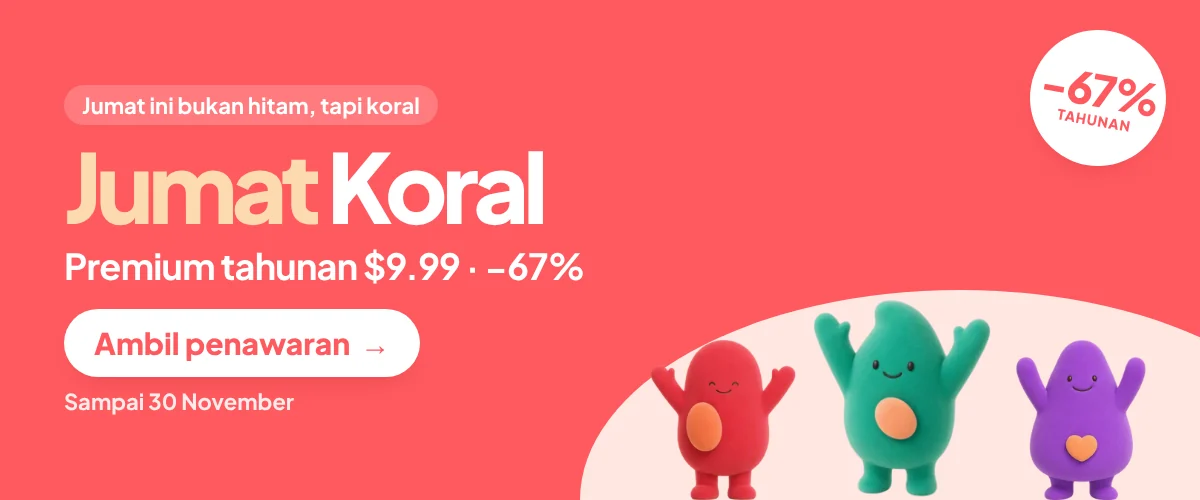 Jumat ini bukan hitam, tapi koral
Jumat Koral
Premium tahunan $9.99 · −67%
Ambil penawaran →
Sampai 30 November
−67%
TAHUNAN